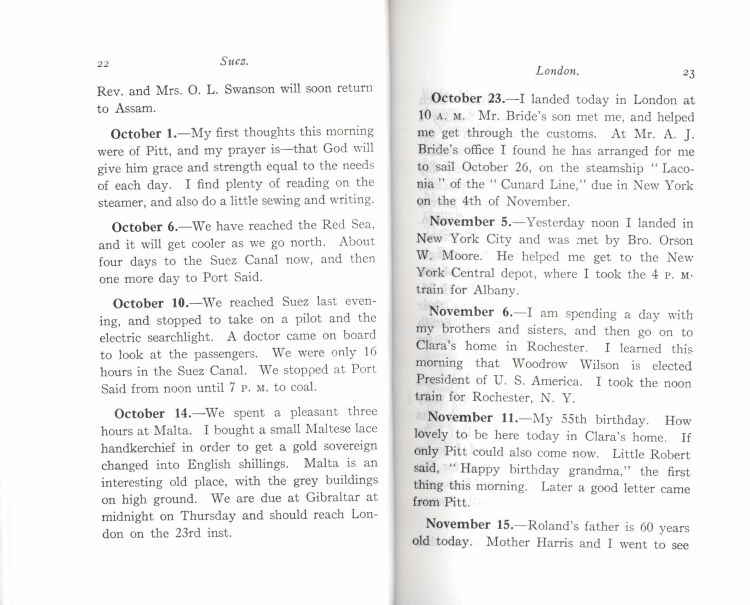 22
Suez.
Rev. and Mrs. O. L. Swanson will soon return
to Assam.
October 1.—My first thoughts this morning
were of Pitt, and my prayer is—that God will
give him grace and strength equal to the needs
of each day. I find plenty of reading on the
steamer, and also do a little sewing and writing.
October 6.—We have reached the Red Sea,
and it will get cooler as we go north. About
four days to the Suez Canal now, and then
one more day to Port Said.
October 10.—We reached Suez last even-
ing, and stopped to take on a pilot and the
electric searchlight. A doctor came on board
to look at the passengers. We were only 16
hours in the Suez Canal. We stopped at Port
Said from noon until 7 P. M. to coal.
October 14.—We spent a pleasant three
hours at Malta. I bought a small Maltese lace
handkerchief in order to get a gold sovereign
changed into English shillings. Malta is an
interesting old place, with the grey buildings
on high ground. We are due at Gibraltar at
midnight on Thursday and should reach Lon-
don on the 23rd inst.
London.
23
October 23.—I landed today in London at
10 A. M. Mr. Bride's son met me, and helped
me get through the customs. At Mr. A. J.
Bride's office I found he has arranged for me
to sail October 26, on the steamship "Laco-
nia" of the "Cunard Line," due in New York
on the 4th of November.
November 5.—Yesterday noon I landed in
New York City and was met by Bro. Orson
W. Moore. He helped me get to the New
York Central depot, where I took the 4 P. M.
train for Albany.
November 6.—I am spending a day with
my brothers and sisters, and then go on to
Clara's home in Rochester. I learned this
morning that Woodrow Wilson is elected
President of U. S. America. I took the noon
train for Rochester, N. Y.
November 11.—My 55th birthday. How
lovely to be here today in Clara's home. If
only Pitt could also come now. Little Robert
said, "Happy birthday grandma," the first
thing this morning. Later a good letter came
from Pitt.
November 15.—Roland's father is 60 years
old today. Mother Harris and I went to see